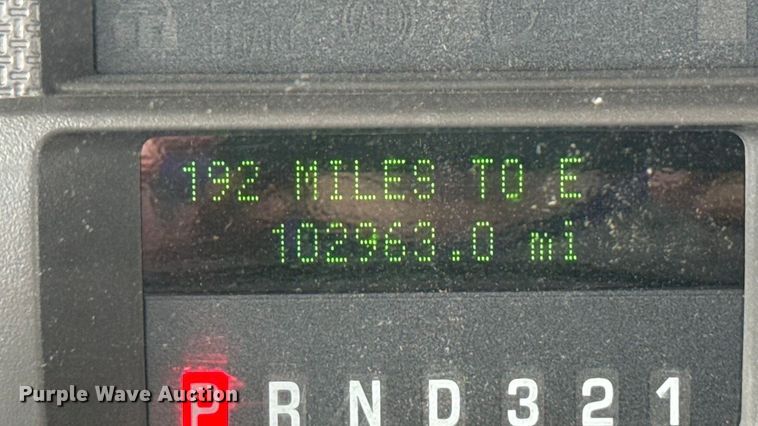 192 MILES TO E
102963.0 mi
P R N D 3 2 1
Purple Wave Auction